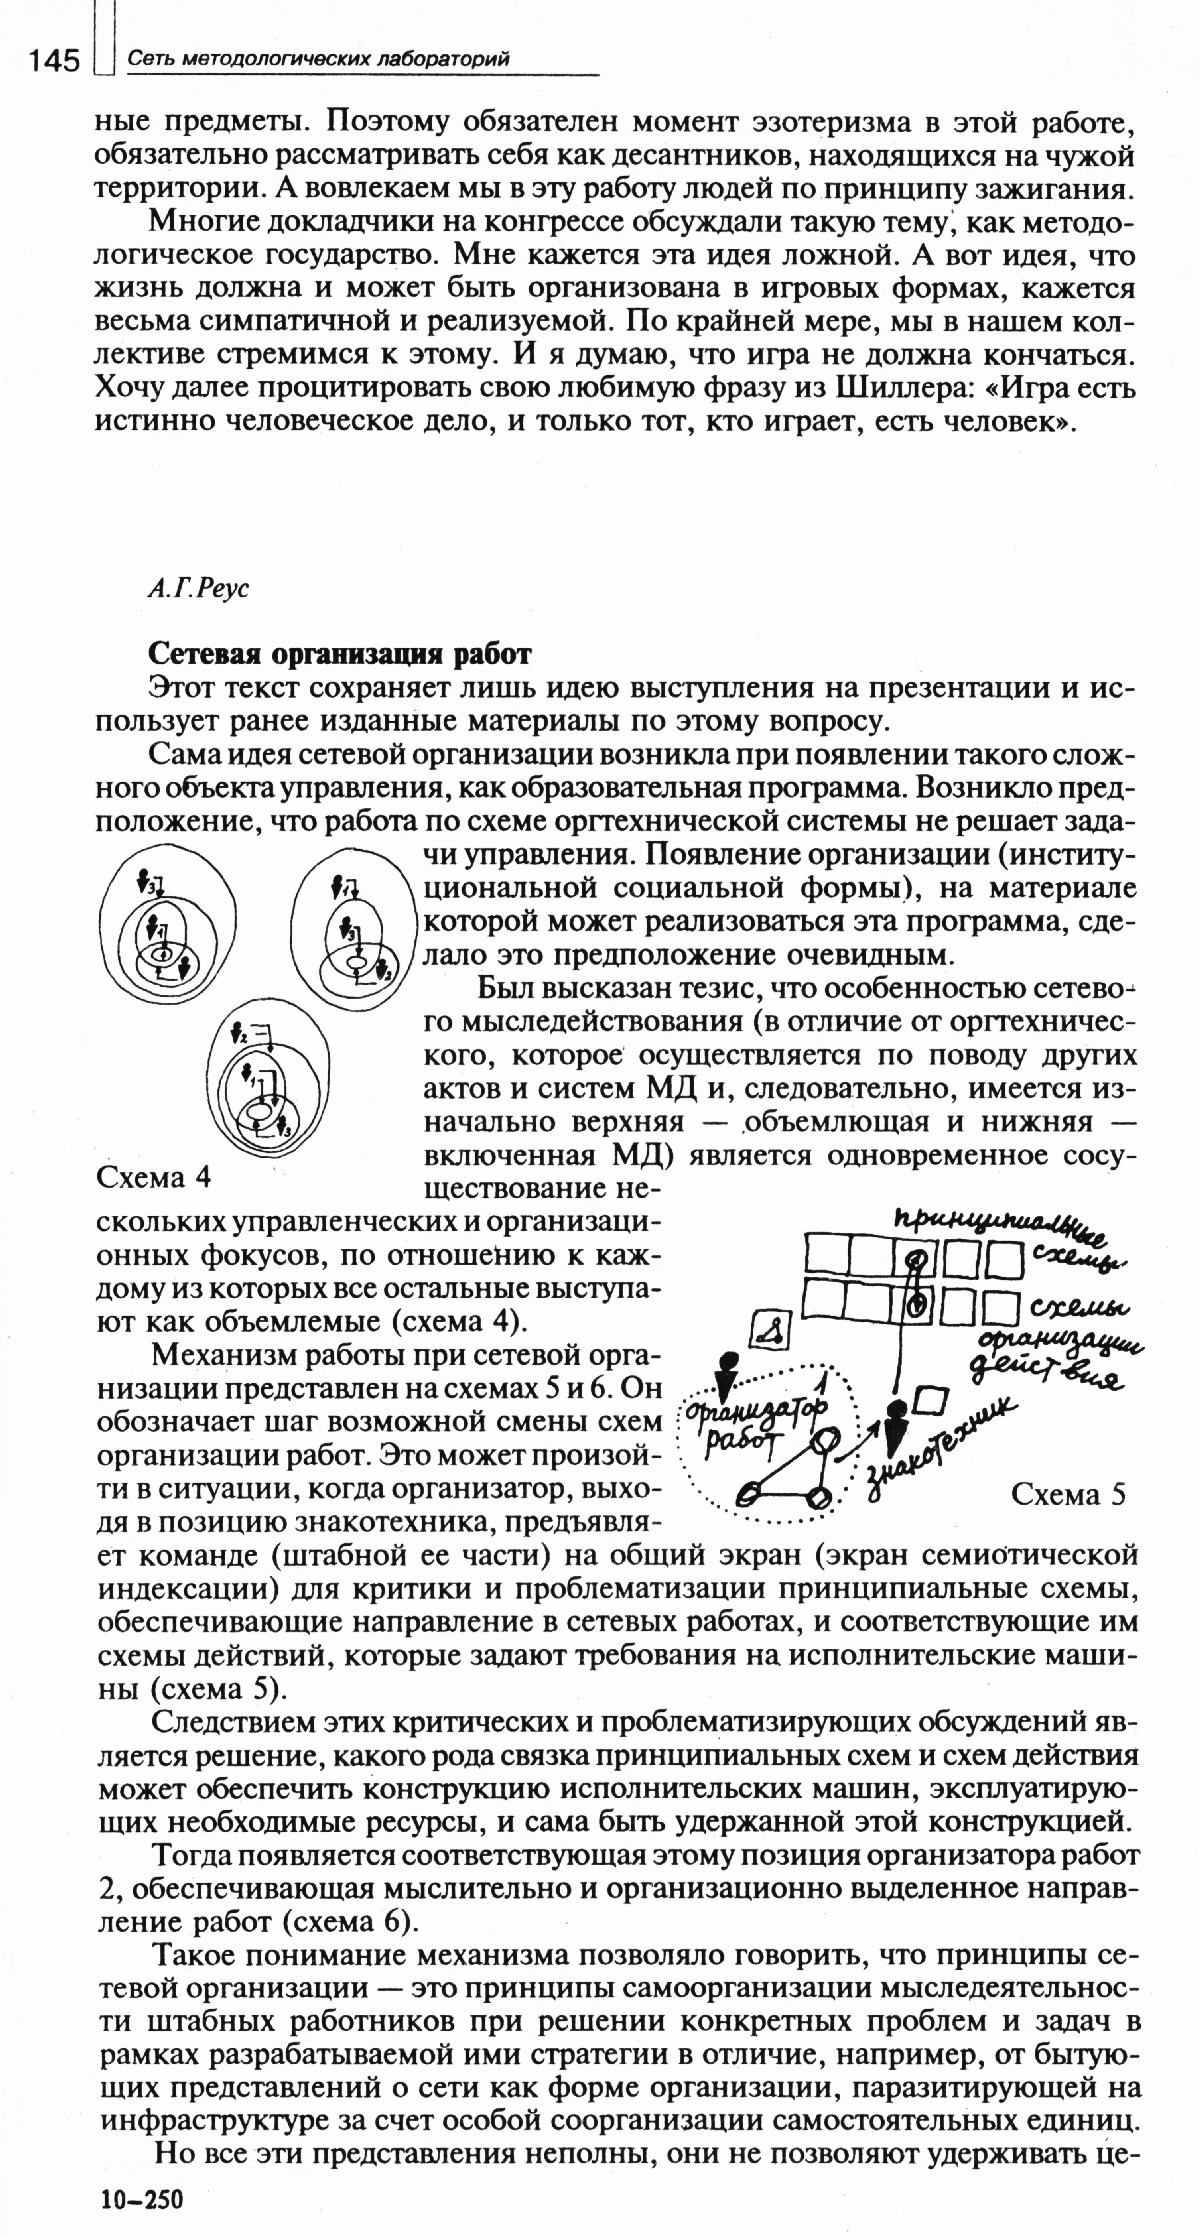 145 Сеть методологических лабораторий
ные предметы. Поэтому обязателен момент эзотеризма в этой работе,
обязательно рассматривать себя как десантников, находящихся на чужой
территории. А вовлекаем мы в эту работу людей по принципу зажигания.
Многие докладчики на конгрессе обсуждали такую тему, как методо-
логическое государство. Мне кажется эта идея ложной. А вот идея, что
жизнь должна и может быть организована в игровых формах, кажется
весьма симпатичной и реализуемой. По крайней мере, мы в нашем кол-
лективе стремимся к этому. И я думаю, что игра не должна кончаться.
Хочу далее процитировать свою любимую фразу из Шиллера: «Игра есть
истинно человеческое дело, и только тот, кто играет, есть человек».
А.Г.Реус
Сетевая организация работ
Этот текст сохраняет лишь идею выступления на презентации и ис-
пользует ранее изданные материалы по этому вопросу.
Сама идея сетевой организации возникла при появлении такого слож-
ного объекта управления, как образовательная программа. Возникло пред-
положение, что работа по схеме оргтехнической системы не решает зада-
чи управления. Появление организации (институ-
циональной социальной формы), на материале
которой может реализоваться эта программа, сде-
лало это предположение очевидным.
Был высказан тезис, что особенностью сетево-
го мыследействования (в отличие от оргтехничес-
кого, которое осуществляется по поводу других
актов и систем МД и, следовательно, имеется из-
начально верхняя — объемлющая и нижняя —
включенная МД) является одновременное сосу-
ществование не-
3
1
1
3
2
2
1
3
Схема 4
скольких управленческих и организаци-
онных фокусов, по отношению к каж-
дому из которых все остальные выступа-
ют как объемлемые (схема 4).
Механизм работы при сетевой орга-
низации представлен на схемах 5 и 6. Он
обозначает шаг возможной смены схем
организации работ. Это может произой-
ти в ситуации, когда организатор, выхо-
дя в позицию знакотехника, предъявля-
принципиальные
схемы
схемы
организации
действия
1
организатор
работ
знакотехник
Схема 5
ет команде (штабной ее части) на общий экран (экран семиотической
индексации) для критики и проблематизации принципиальные схемы,
обеспечивающие направление в сетевых работах, и соответствующие им
схемы действий, которые задают требования на исполнительские маши-
ны (схема 5).
Следствием этих критических и проблематизирующих обсуждений яв-
ляется решение, какого рода связка принципиальных схем и схем действия
может обеспечить конструкцию исполнительских машин, эксплуатирую-
щих необходимые ресурсы, и сама быть удержанной этой конструкцией.
Тогда появляется соответствующая этому позиция организатора работ
2, обеспечивающая мыслительно и организационно выделенное направ-
ление работ (схема 6).
Такое понимание механизма позволяло говорить, что принципы се-
тевой организации — это принципы самоорганизации мыследеятельнос-
ти штабных работников при решении конкретных проблем и задач в
рамках разрабатываемой ими стратегии в отличие, например, от бытую-
щих представлений о сети как форме организации, паразитирующей на
инфраструктуре за счет особой соорганизации самостоятельных единиц.
Но все эти представления неполны, они не позволяют удерживать це-
10–250